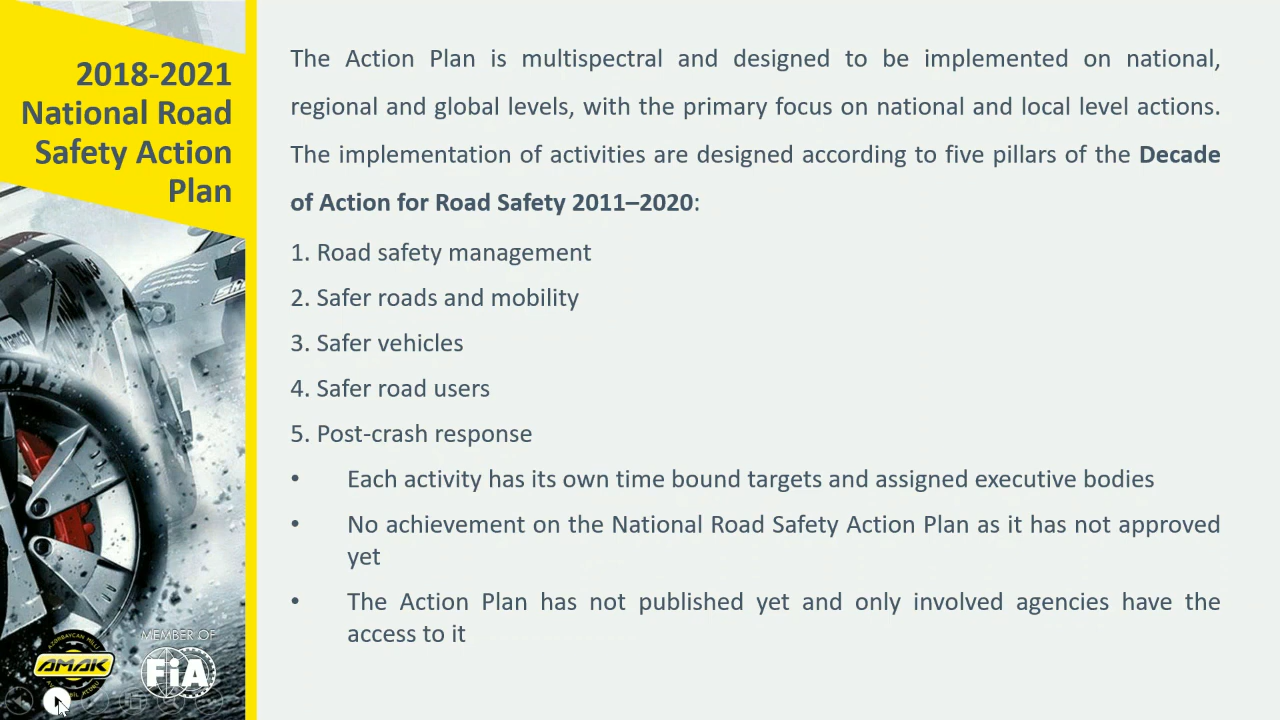 2018-2021
National Road
Safety Action
Plan
The Action Plan is multispectral and designed to be implemented on national,
regional and global levels, with the primary focus on national and local level actions.
The implementation of activities are designed according to five pillars of the Decade
of Action for Road Safety 2011–2020:
1. Road safety management
2. Safer roads and mobility
3. Safer vehicles
4. Safer road users
5. Post-crash response
• Each activity has its own time bound targets and assigned executive bodies
• No achievement on the National Road Safety Action Plan as it has not approved
yet
• The Action Plan has not published yet and only involved agencies have the
access to it
AZƏRBAYCAN MİLLİ
AMAK
MEMBER OF
FiA